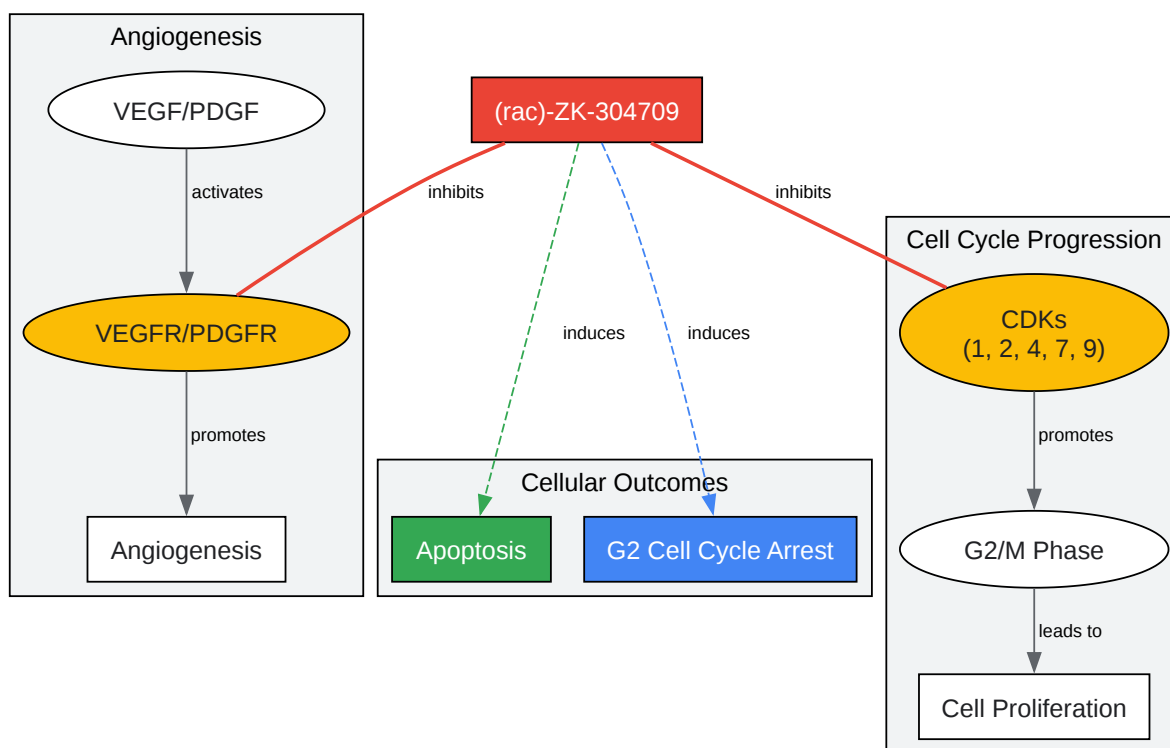 Angiogenesis
VEGF/PDGF
activates
VEGFR/PDGFR
promotes
Angiogenesis
(rac)-ZK-304709
inhibits
inhibits
induces
induces
Cellular Outcomes
Apoptosis
G2 Cell Cycle Arrest
Cell Cycle Progression
CDKs
(1, 2, 4, 7, 9)
promotes
G2/M Phase
leads to
Cell Proliferation